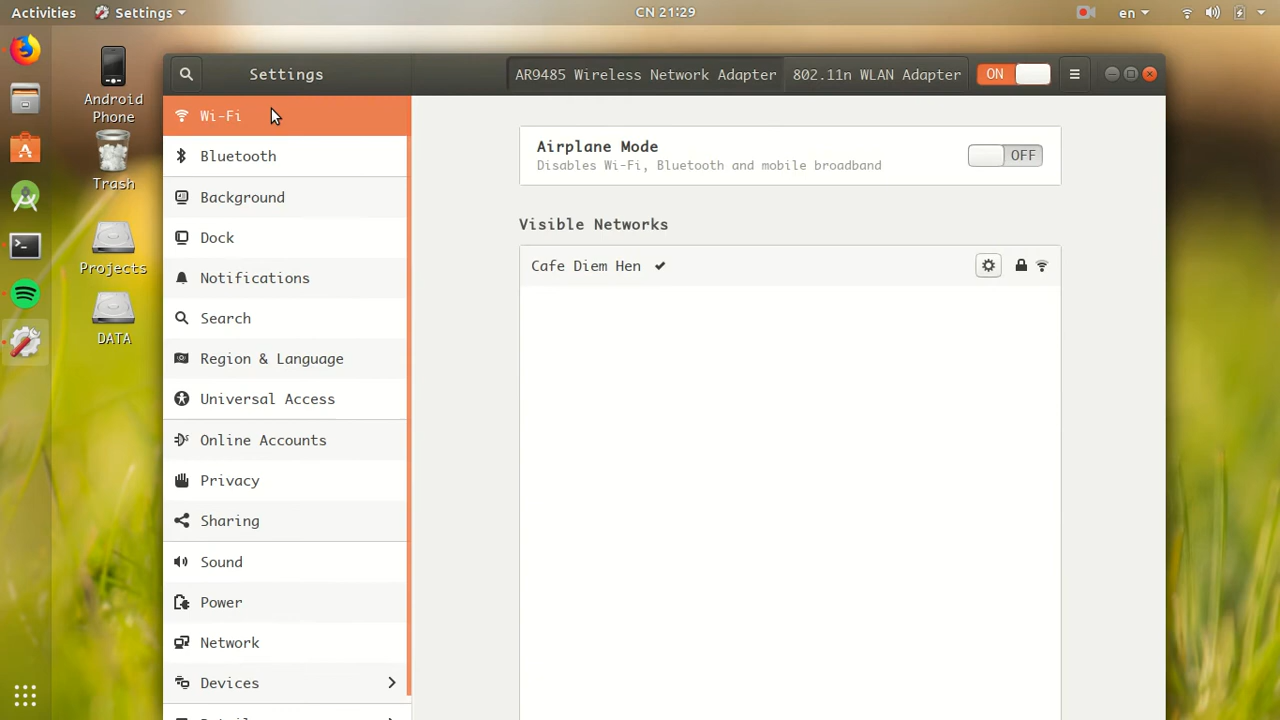 Activities
Settings
CN 21:29
en
Android
Phone
Trash
Projects
DATA
Settings
AR9485 Wireless Network Adapter
802.11n WLAN Adapter
ON
Wi-Fi
Bluetooth
Background
Dock
Notifications
Search
Region & Language
Universal Access
Online Accounts
Privacy
Sharing
Sound
Power
Network
Devices
Airplane Mode
Disables Wi-Fi, Bluetooth and mobile broadband
OFF
Visible Networks
Cafe Diem Hen